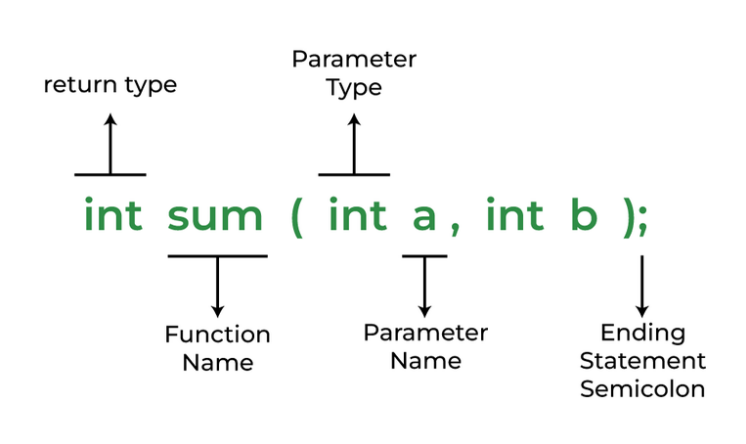 Parameter
Type
return type
int sum ( int a , int b );
Function
Name
Parameter
Name
Ending
Statement
Semicolon